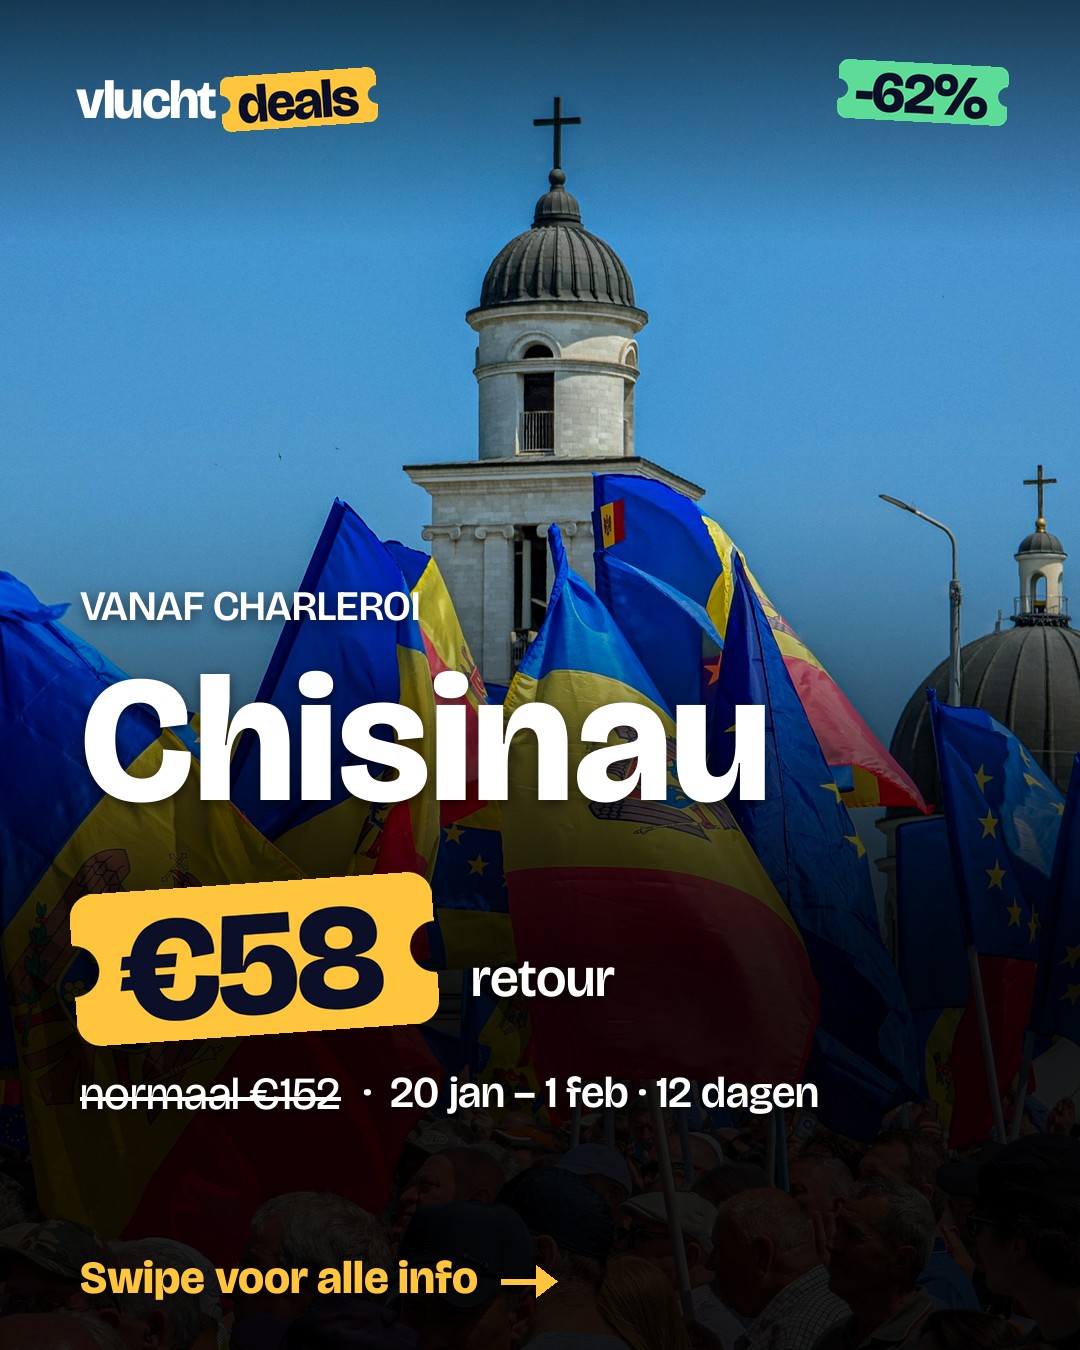 vlucht deals
-62%
VANAF CHARLEROI
Chisinau
€58 retour
normaal €152 · 20 jan – 1 feb · 12 dagen
Swipe voor alle info →